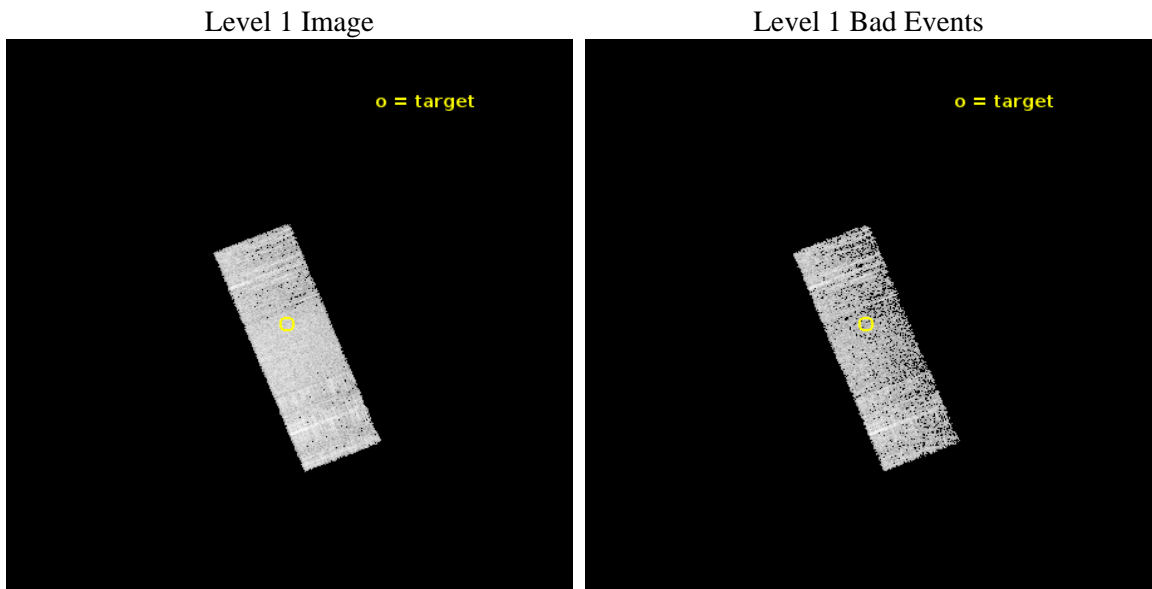 Level 1 Image
Level 1 Bad Events
o = target
o = target